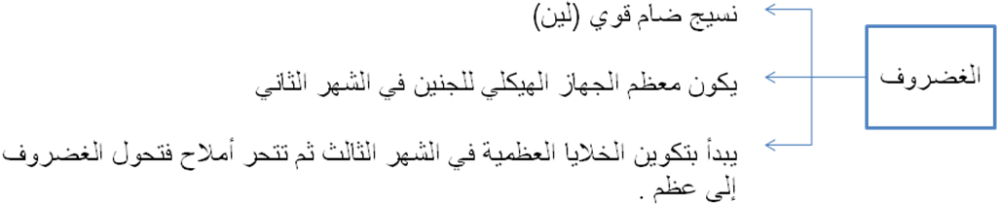 الغضروف
نسيج ضام قوي (لين)
يكون معظم الجهاز الهيكلي للجنين في الشهر الثاني
يبدأ بتكوين الخلايا العظمية في الشهر الثالث ثم تتحر أملاح فتحول الغضروف
إلى عظم .